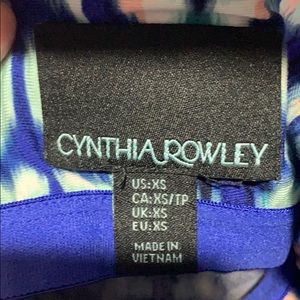 CYNTHIA ROWLEY
US:XS
CA:XS/TP
UK:XS
EU:XS
MADE IN
VIETNAM